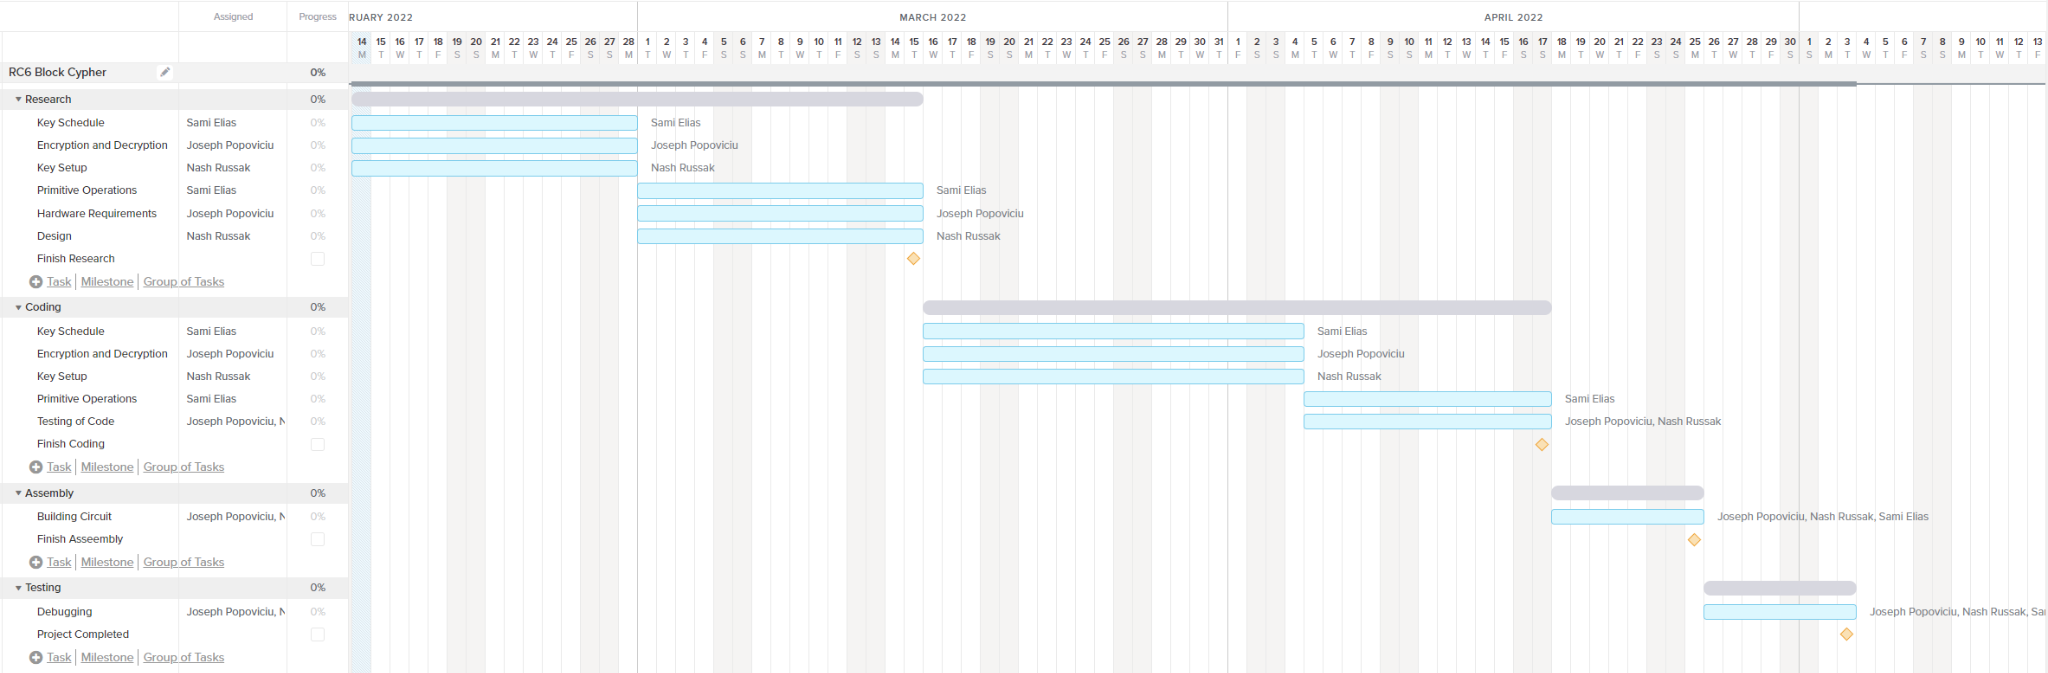 Assigned Progress RUARY 2022 MARCH 2022 APRIL 2022
14 15 16 17 18 19 20 21 22 23 24 25 26 27 28 1 2 3 4 5 6 7 8 9 10 11 12 13 14 15 16 17 18 19 20 21 22 23 24 25 26 27 28 29 30 31 1 2 3 4 5 6 7 8 9 10 11 12 13 14 15 16 17 18 19 20 21 22 23 24 25 26 27 28 29 30 1 2 3 4 5 6 7 8 9 10 11 12 13
M T W T F S S M T W T F S S M T W T F S S M T W T F S S M T W T F S S M T W T F S S M T W T F S S M T W T F S S M T W T F S S M T W T F S S M T W T F S S M T W T F S S M T W T F
RC6 Block Cypher 0%
Research 0%
Key Schedule Sami Elias 0% Sami Elias
Encryption and Decryption Joseph Popoviciu 0% Joseph Popoviciu
Key Setup Nash Russak 0% Nash Russak
Primitive Operations Sami Elias 0% Sami Elias
Hardware Requirements Joseph Popoviciu 0% Joseph Popoviciu
Design Nash Russak 0% Nash Russak
Finish Research
Task | Milestone | Group of Tasks
Coding 0%
Key Schedule Sami Elias 0% Sami Elias
Encryption and Decryption Joseph Popoviciu 0% Joseph Popoviciu
Key Setup Nash Russak 0% Nash Russak
Primitive Operations Sami Elias 0% Sami Elias
Testing of Code Joseph Popoviciu, N 0% Joseph Popoviciu, Nash Russak
Finish Coding
Task | Milestone | Group of Tasks
Assembly 0%
Building Circuit Joseph Popoviciu, N 0% Joseph Popoviciu, Nash Russak, Sami Elias
Finish Asseembly
Task | Milestone | Group of Tasks
Testing 0%
Debugging Joseph Popoviciu, N 0% Joseph Popoviciu, Nash Russak, Sa
Project Completed
Task | Milestone | Group of Tasks